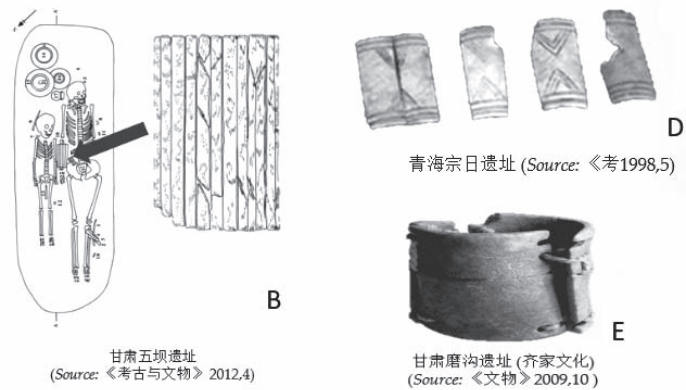 B
甘肃五坝遗址
(Source: 《考古与文物》 2012,4)
D
青海宗日遗址 (Source: 《考1998,5)
E
甘肃磨沟遗址 (齐家文化)
(Source: 《文物》2009,10 )